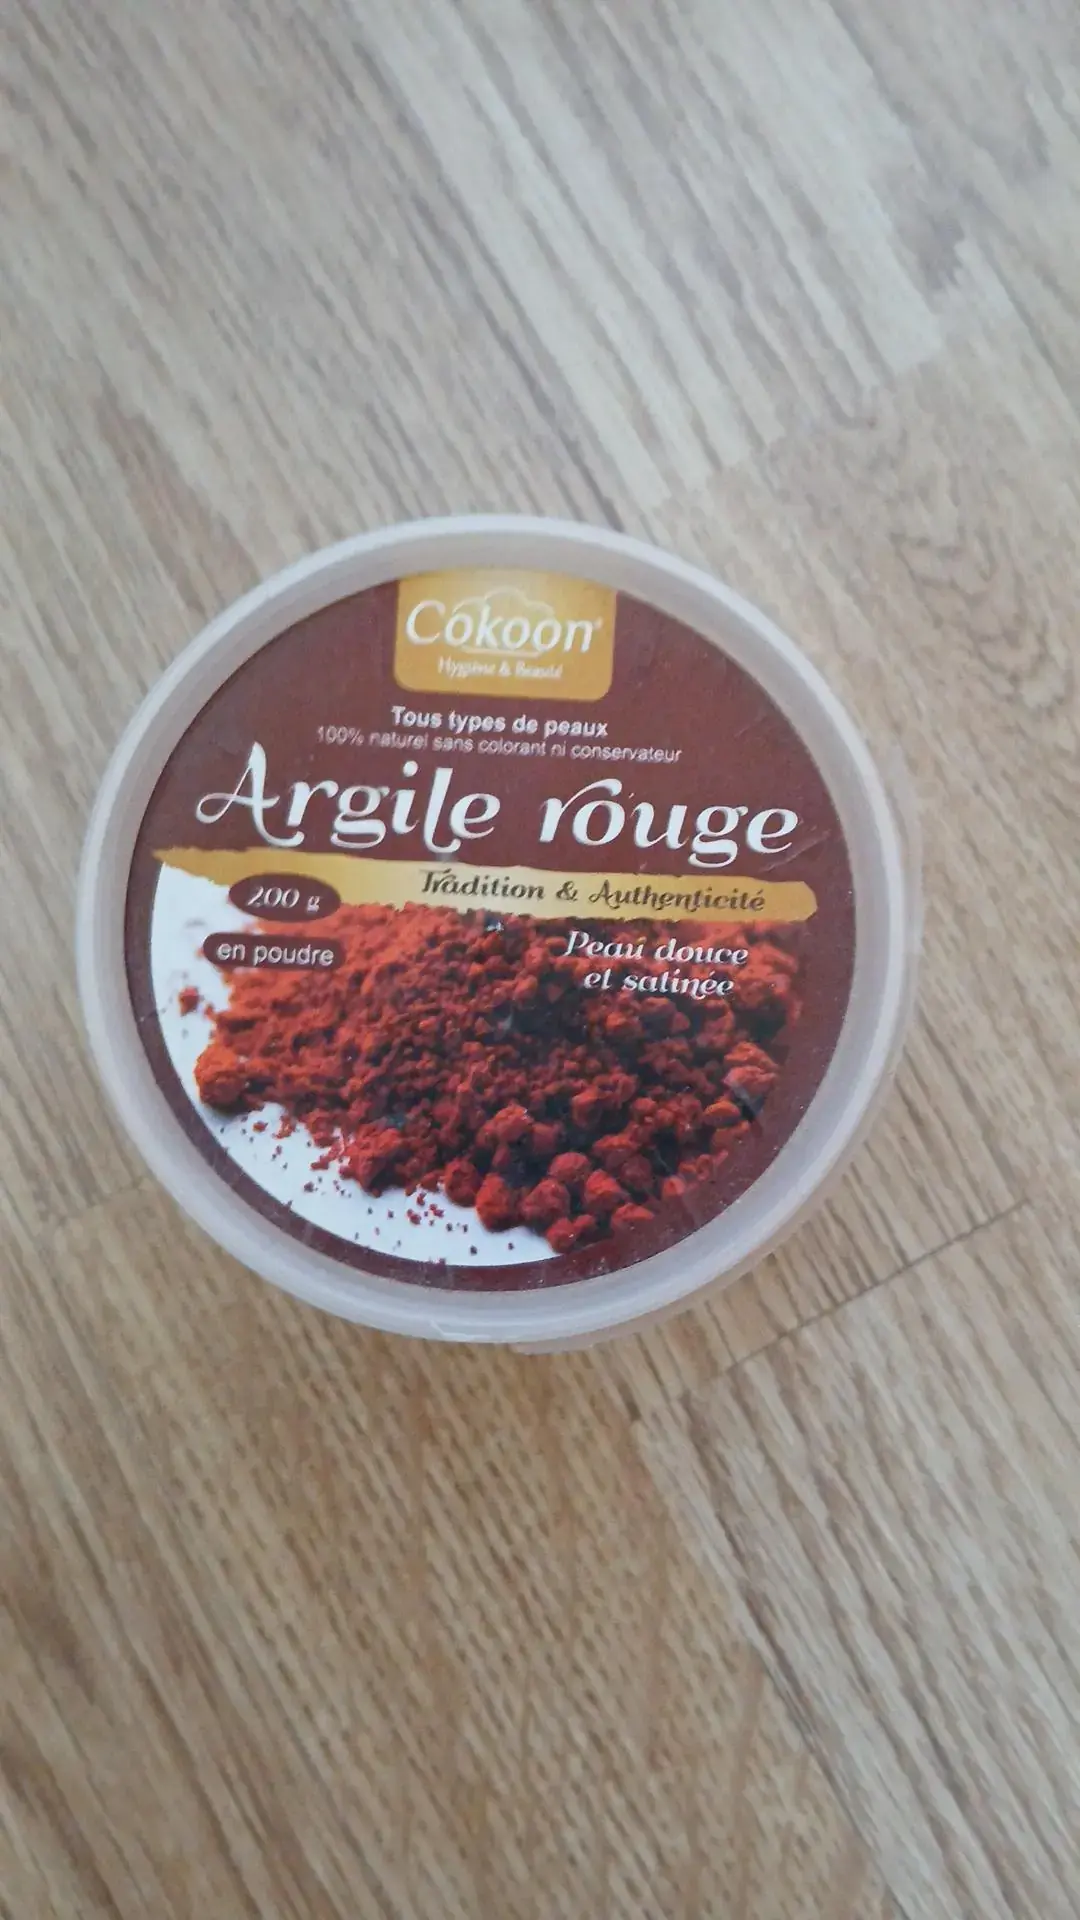 Cokoon
Hygiène & Beauté
Tous types de peaux
100% naturel sans colorant ni conservateur
Argile rouge
Tradition & Authenticité
200 g
en poudre
Peau douce
et satinée